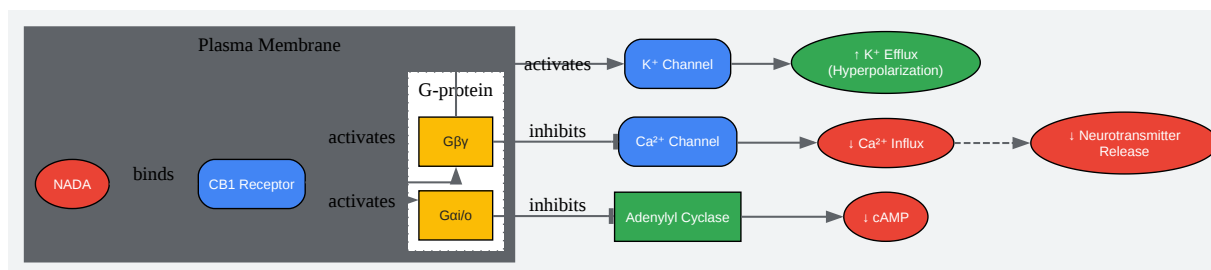 Plasma Membrane
G-protein
NADA
binds
CB1 Receptor
activates
activates
Gβγ
Gαi/o
activates
K⁺ Channel
↑ K⁺ Efflux
(Hyperpolarization)
inhibits
Ca²⁺ Channel
↓ Ca²⁺ Influx
↓ Neurotransmitter
Release
inhibits
Adenylyl Cyclase
↓ cAMP